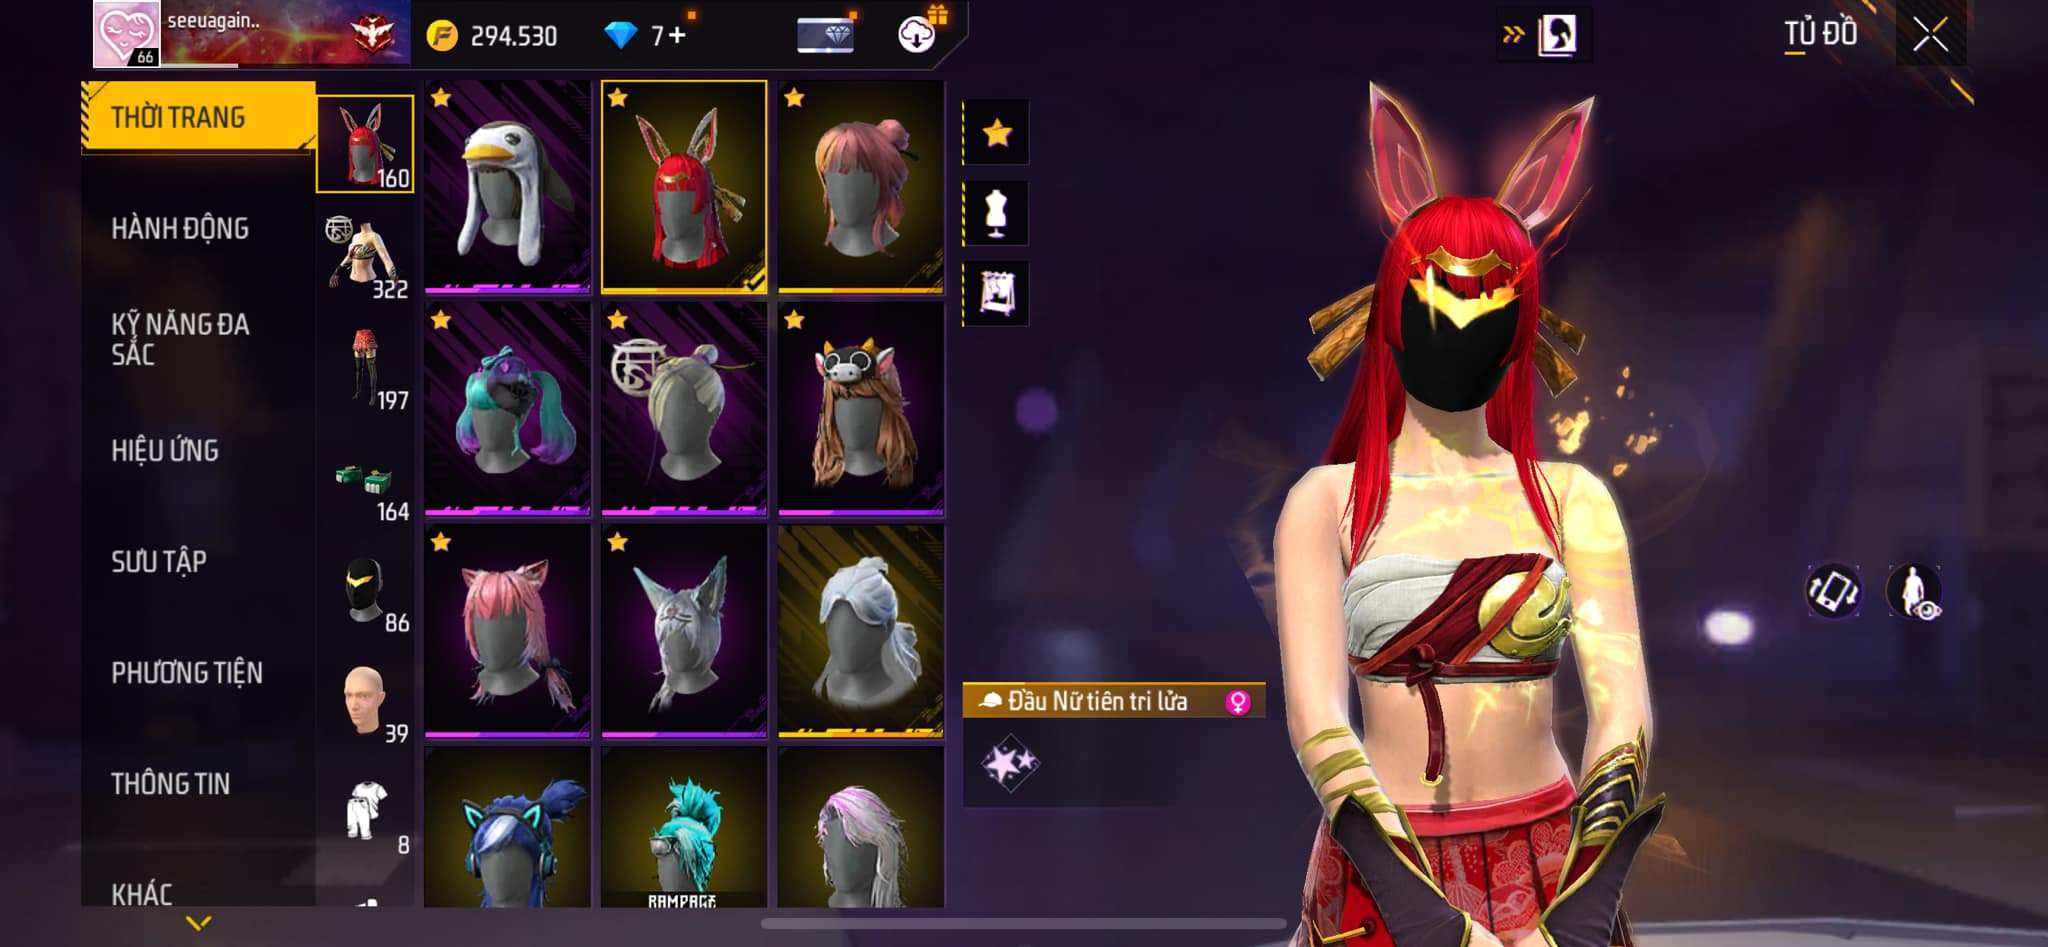 seeuagain..
66
294.530
7+
TỦ ĐỒ
THỜI TRANG
HÀNH ĐỘNG
KỸ NĂNG ĐA
SẮC
HIỆU ỨNG
SƯU TẬP
PHƯƠNG TIỆN
THÔNG TIN
KHÁC
160
322
197
164
86
39
8
RAMPAGE
Đầu Nữ tiên tri lửa